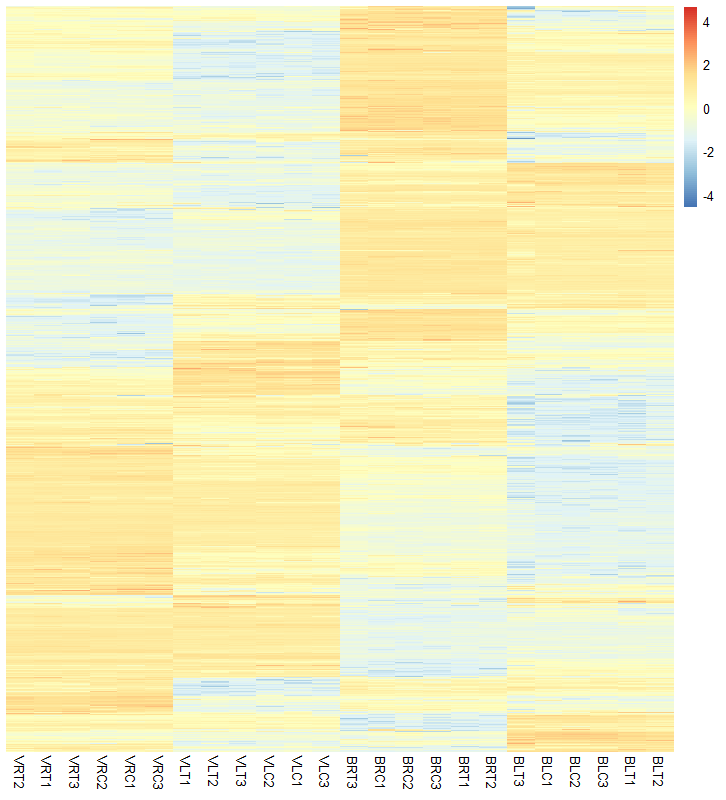 4
2
0
-2
-4
VRT2
VRT1
VRT3
VRC2
VRC1
VRC3
VLT1
VLT2
VLT3
VLC2
VLC1
VLC3
BRT3
BRC1
BRC2
BRC3
BRT1
BRT2
BLT3
BLC1
BLC2
BLC3
BLT1
BLT2